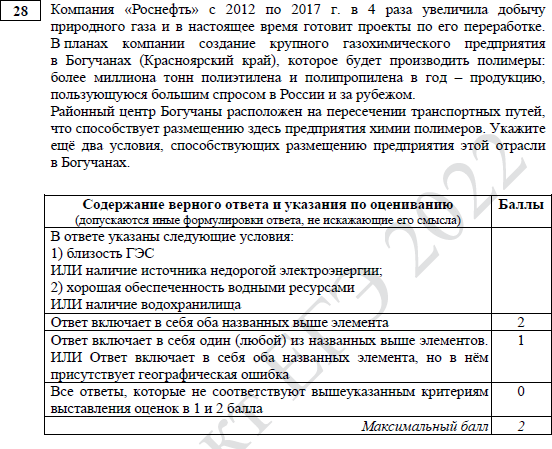 28
Компания «Роснефть» с 2012 по 2017 г. в 4 раза увеличила добычу
природного газа и в настоящее время готовит проекты по его переработке.
В планах компании создание крупного газохимического предприятия
в Богучанах (Красноярский край), которое будет производить полимеры:
более миллиона тонн полиэтилена и полипропилена в год – продукцию,
пользующуюся большим спросом в России и за рубежом.
Районный центр Богучаны расположен на пересечении транспортных путей,
что способствует размещению здесь предприятия химии полимеров. Укажите
ещё два условия, способствующих размещению предприятия этой отрасли
в Богучанах.
Содержание верного ответа и указания по оцениванию
(допускаются иные формулировки ответа, не искажающие его смысла)
Баллы
В ответе указаны следующие условия:
1) близость ГЭС
ИЛИ наличие источника недорогой электроэнергии;
2) хорошая обеспеченность водными ресурсами
ИЛИ наличие водохранилища
Ответ включает в себя оба названных выше элемента 2
Ответ включает в себя один (любой) из названных выше элементов. 1
ИЛИ Ответ включает в себя оба названных элемента, но в нём
присутствует географическая ошибка
Все ответы, которые не соответствуют вышеуказанным критериям 0
выставления оценок в 1 и 2 балла
Максимальный балл 2
кт ЕГЭ 2022